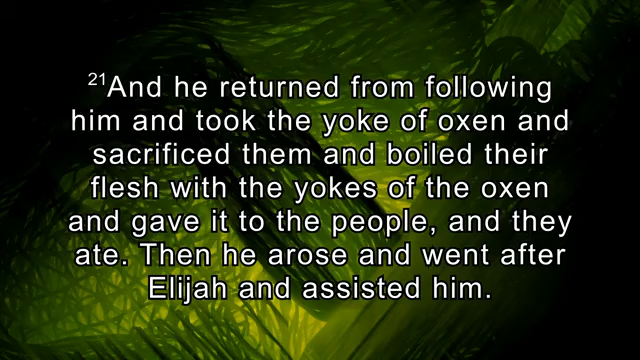 21And he returned from following
him and took the yoke of oxen and
sacrificed them and boiled their
flesh with the yokes of the oxen
and gave it to the people, and they
ate. Then he arose and went after
Elijah and assisted him.